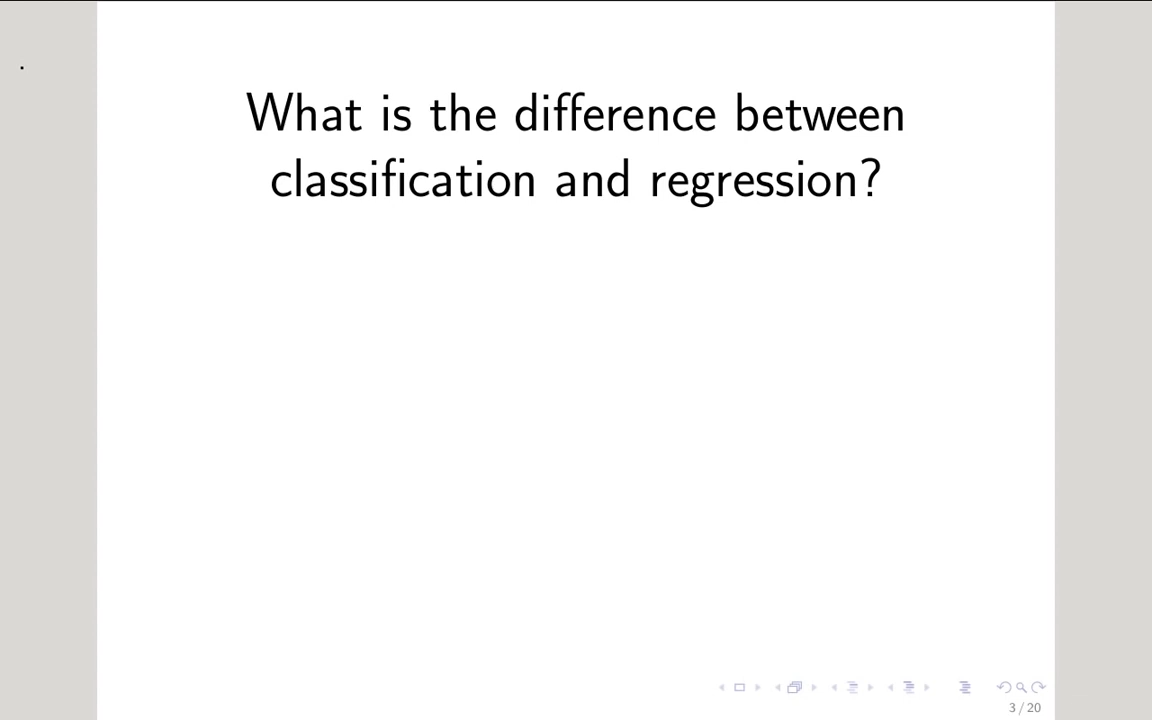 What is the difference between
classification and regression?
3 / 20